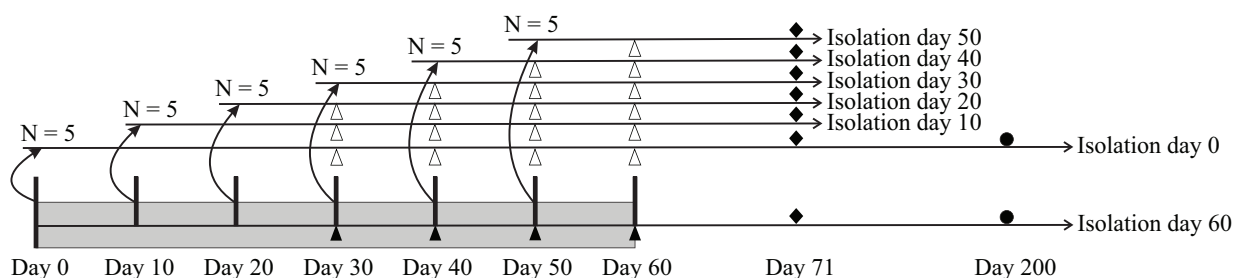 N = 5 Isolation day 50
N = 5 Isolation day 40
N = 5 Isolation day 30
N = 5 Isolation day 20
N = 5 Isolation day 10
N = 5 Isolation day 0
Isolation day 60
Day 0 Day 10 Day 20 Day 30 Day 40 Day 50 Day 60 Day 71 Day 200